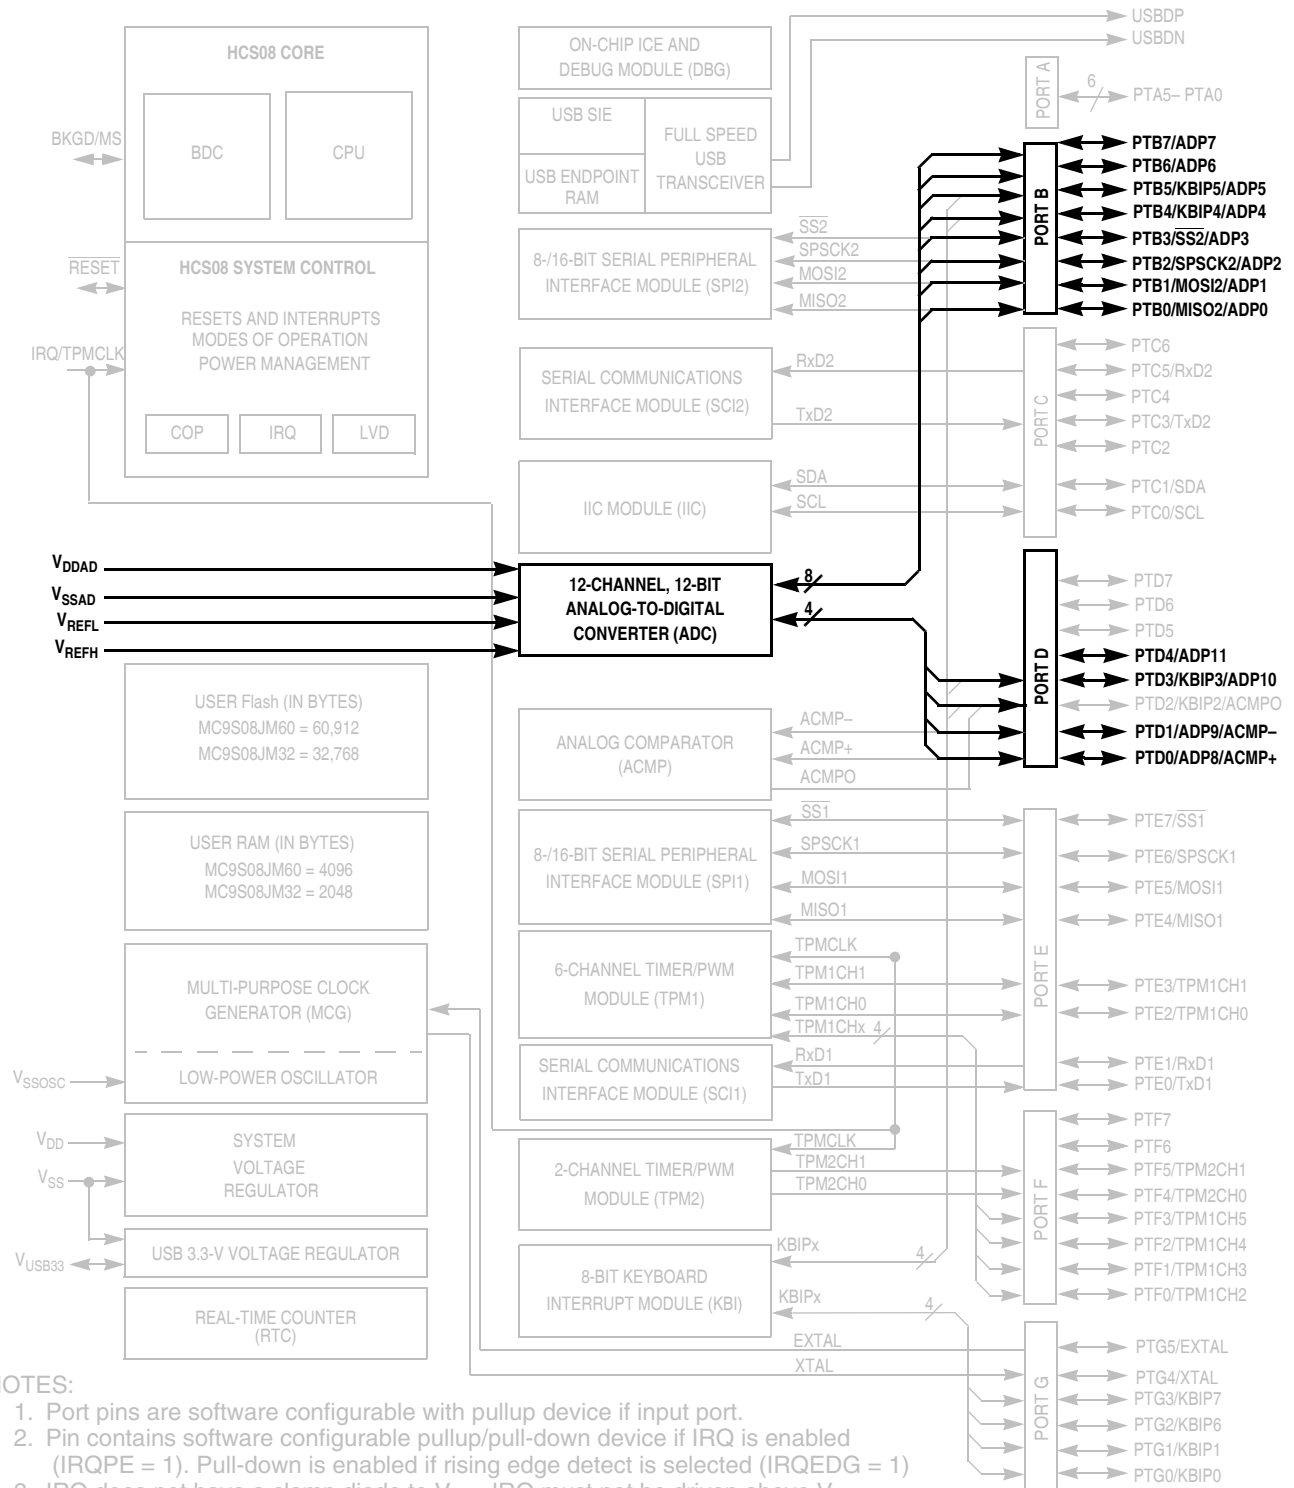 USBDP
USBDN
HCS08 CORE
BDC
CPU
BKGD/MS
HCS08 SYSTEM CONTROL
RESET
RESETS AND INTERRUPTS
MODES OF OPERATION
POWER MANAGEMENT
IRQ/TPMCLK
COP
IRQ
LVD
ON-CHIP ICE AND
DEBUG MODULE (DBG)
USB SIE
USB ENDPOINT
RAM
FULL SPEED
USB
TRANSCEIVER
PORT A
6
PTA5– PTA0
8-/16-BIT SERIAL PERIPHERAL
INTERFACE MODULE (SPI2)
SS2
SPSCK2
MOSI2
MISO2
PORT B
PTB7/ADP7
PTB6/ADP6
PTB5/KBIP5/ADP5
PTB4/KBIP4/ADP4
PTB3/SS2/ADP3
PTB2/SPSCK2/ADP2
PTB1/MOSI2/ADP1
PTB0/MISO2/ADP0
SERIAL COMMUNICATIONS
INTERFACE MODULE (SCI2)
RxD2
TxD2
IIC MODULE (IIC)
SDA
SCL
PORT C
PTC6
PTC5/RxD2
PTC4
PTC3/TxD2
PTC2
PTC1/SDA
PTC0/SCL
VDDAD
VSSAD
VREFL
VREFH
12-CHANNEL, 12-BIT
ANALOG-TO-DIGITAL
CONVERTER (ADC)
8
4
PORT D
PTD7
PTD6
PTD5
PTD4/ADP11
PTD3/KBIP3/ADP10
PTD2/KBIP2/ACMPO
PTD1/ADP9/ACMP–
PTD0/ADP8/ACMP+
USER Flash (IN BYTES)
MC9S08JM60 = 60,912
MC9S08JM32 = 32,768
ANALOG COMPARATOR
(ACMP)
ACMP–
ACMP+
ACMPO
USER RAM (IN BYTES)
MC9S08JM60 = 4096
MC9S08JM32 = 2048
8-/16-BIT SERIAL PERIPHERAL
INTERFACE MODULE (SPI1)
SS1
SPSCK1
MOSI1
MISO1
PORT E
PTE7/SS1
PTE6/SPSCK1
PTE5/MOSI1
PTE4/MISO1
PTE3/TPM1CH1
PTE2/TPM1CH0
PTE1/RxD1
PTE0/TxD1
MULTI-PURPOSE CLOCK
GENERATOR (MCG)
LOW-POWER OSCILLATOR
VSSOSC
6-CHANNEL TIMER/PWM
MODULE (TPM1)
TPMCLK
TPM1CH1
TPM1CH0
TPM1CHx
4
SERIAL COMMUNICATIONS
INTERFACE MODULE (SCI1)
RxD1
TxD1
VDD
VSS
SYSTEM
VOLTAGE
REGULATOR
2-CHANNEL TIMER/PWM
MODULE (TPM2)
TPMCLK
TPM2CH1
TPM2CH0
PORT F
PTF7
PTF6
PTF5/TPM2CH1
PTF4/TPM2CH0
PTF3/TPM1CH5
PTF2/TPM1CH4
PTF1/TPM1CH3
PTF0/TPM1CH2
VUSB33
USB 3.3-V VOLTAGE REGULATOR
8-BIT KEYBOARD
INTERRUPT MODULE (KBI)
KBIPx
4
KBIPx
4
REAL-TIME COUNTER
(RTC)
EXTAL
XTAL
PORT G
PTG5/EXTAL
PTG4/XTAL
PTG3/KBIP7
PTG2/KBIP6
PTG1/KBIP1
PTG0/KBIP0
NOTES:
1. Port pins are software configurable with pullup device if input port.
2. Pin contains software configurable pullup/pull-down device if IRQ is enabled
(IRQPE = 1). Pull-down is enabled if rising edge detect is selected (IRQEDG = 1)
3. IRQ does not have a clamp diode to V IRQ must not be driven above V